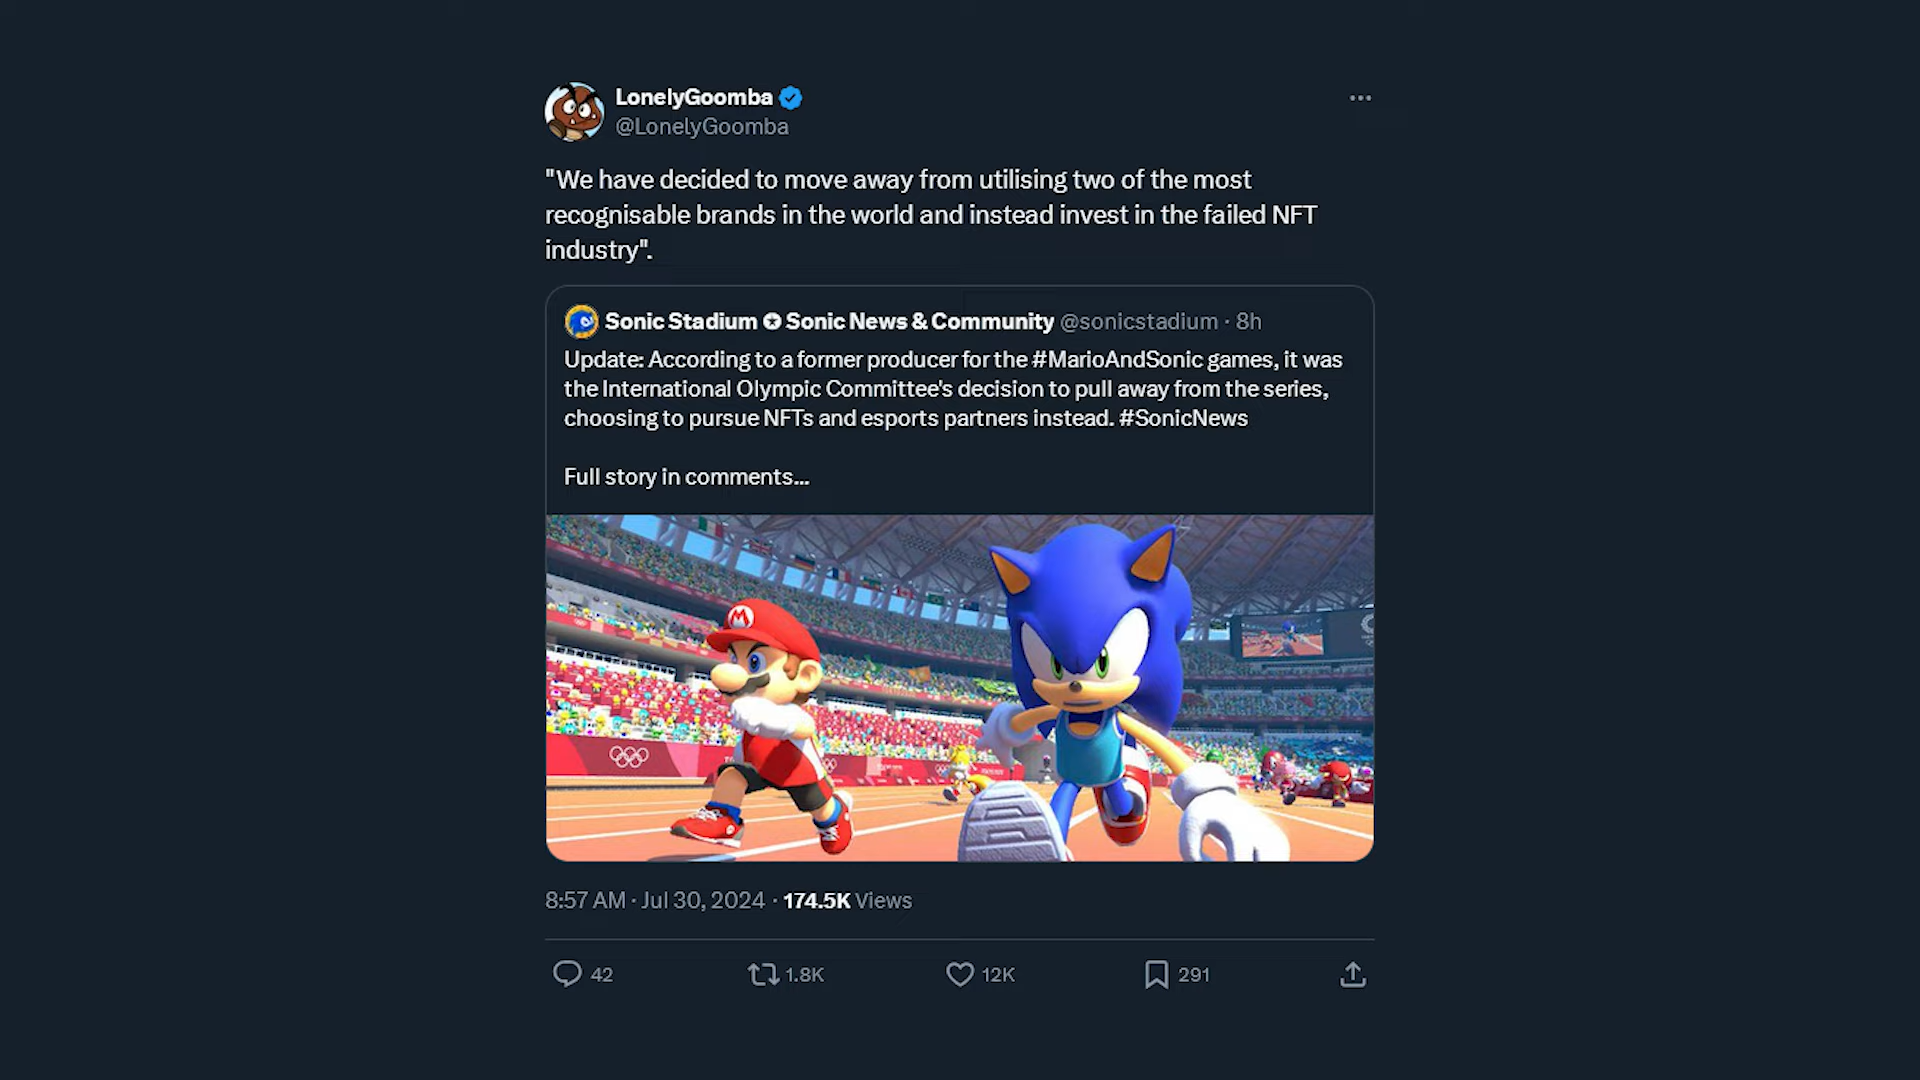 LonelyGoomba
@LonelyGoomba
"We have decided to move away from utilising two of the most
recognisable brands in the world and instead invest in the failed NFT
industry".
Sonic Stadium ✪ Sonic News & Community @sonicstadium · 8h
Update: According to a former producer for the #MarioAndSonic games, it was
the International Olympic Committee's decision to pull away from the series,
choosing to pursue NFTs and esports partners instead. #SonicNews
Full story in comments...
M
8:57 AM · Jul 30, 2024 · 174.5K Views
42
1.8K
12K
291